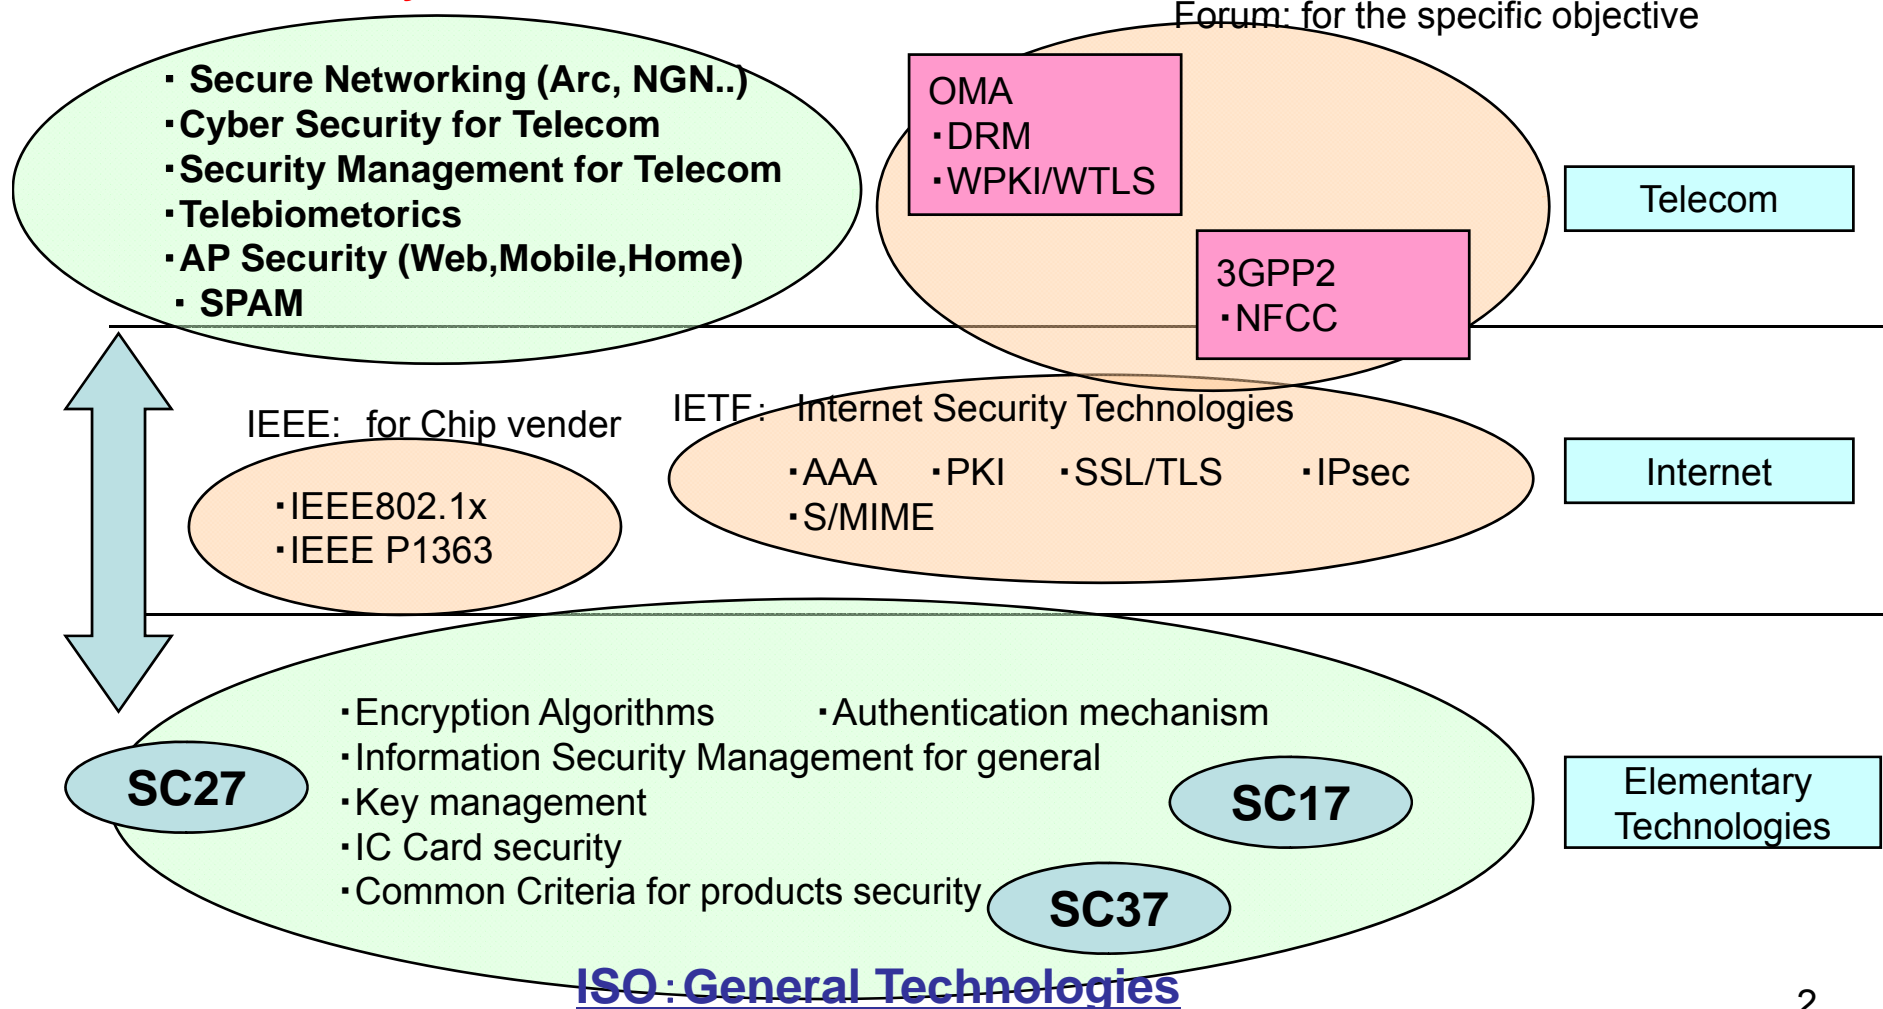 Forum: for the specific objective
・ Secure Networking (Arc, NGN..)
・Cyber Security for Telecom
・Security Management for Telecom
・Telebiometorics
・AP Security (Web,Mobile,Home)
・ SPAM
OMA
・DRM
・WPKI/WTLS
3GPP2
・NFCC
Telecom
IEEE: for Chip vender
・IEEE802.1x
・IEEE P1363
IETF： Internet Security Technologies
・AAA ・PKI ・SSL/TLS ・IPsec
・S/MIME
Internet
・Encryption Algorithms ・Authentication mechanism
・Information Security Management for general
・Key management
・IC Card security
・Common Criteria for products security
SC27
SC17
SC37
Elementary
Technologies
ISO：General Technologies
2